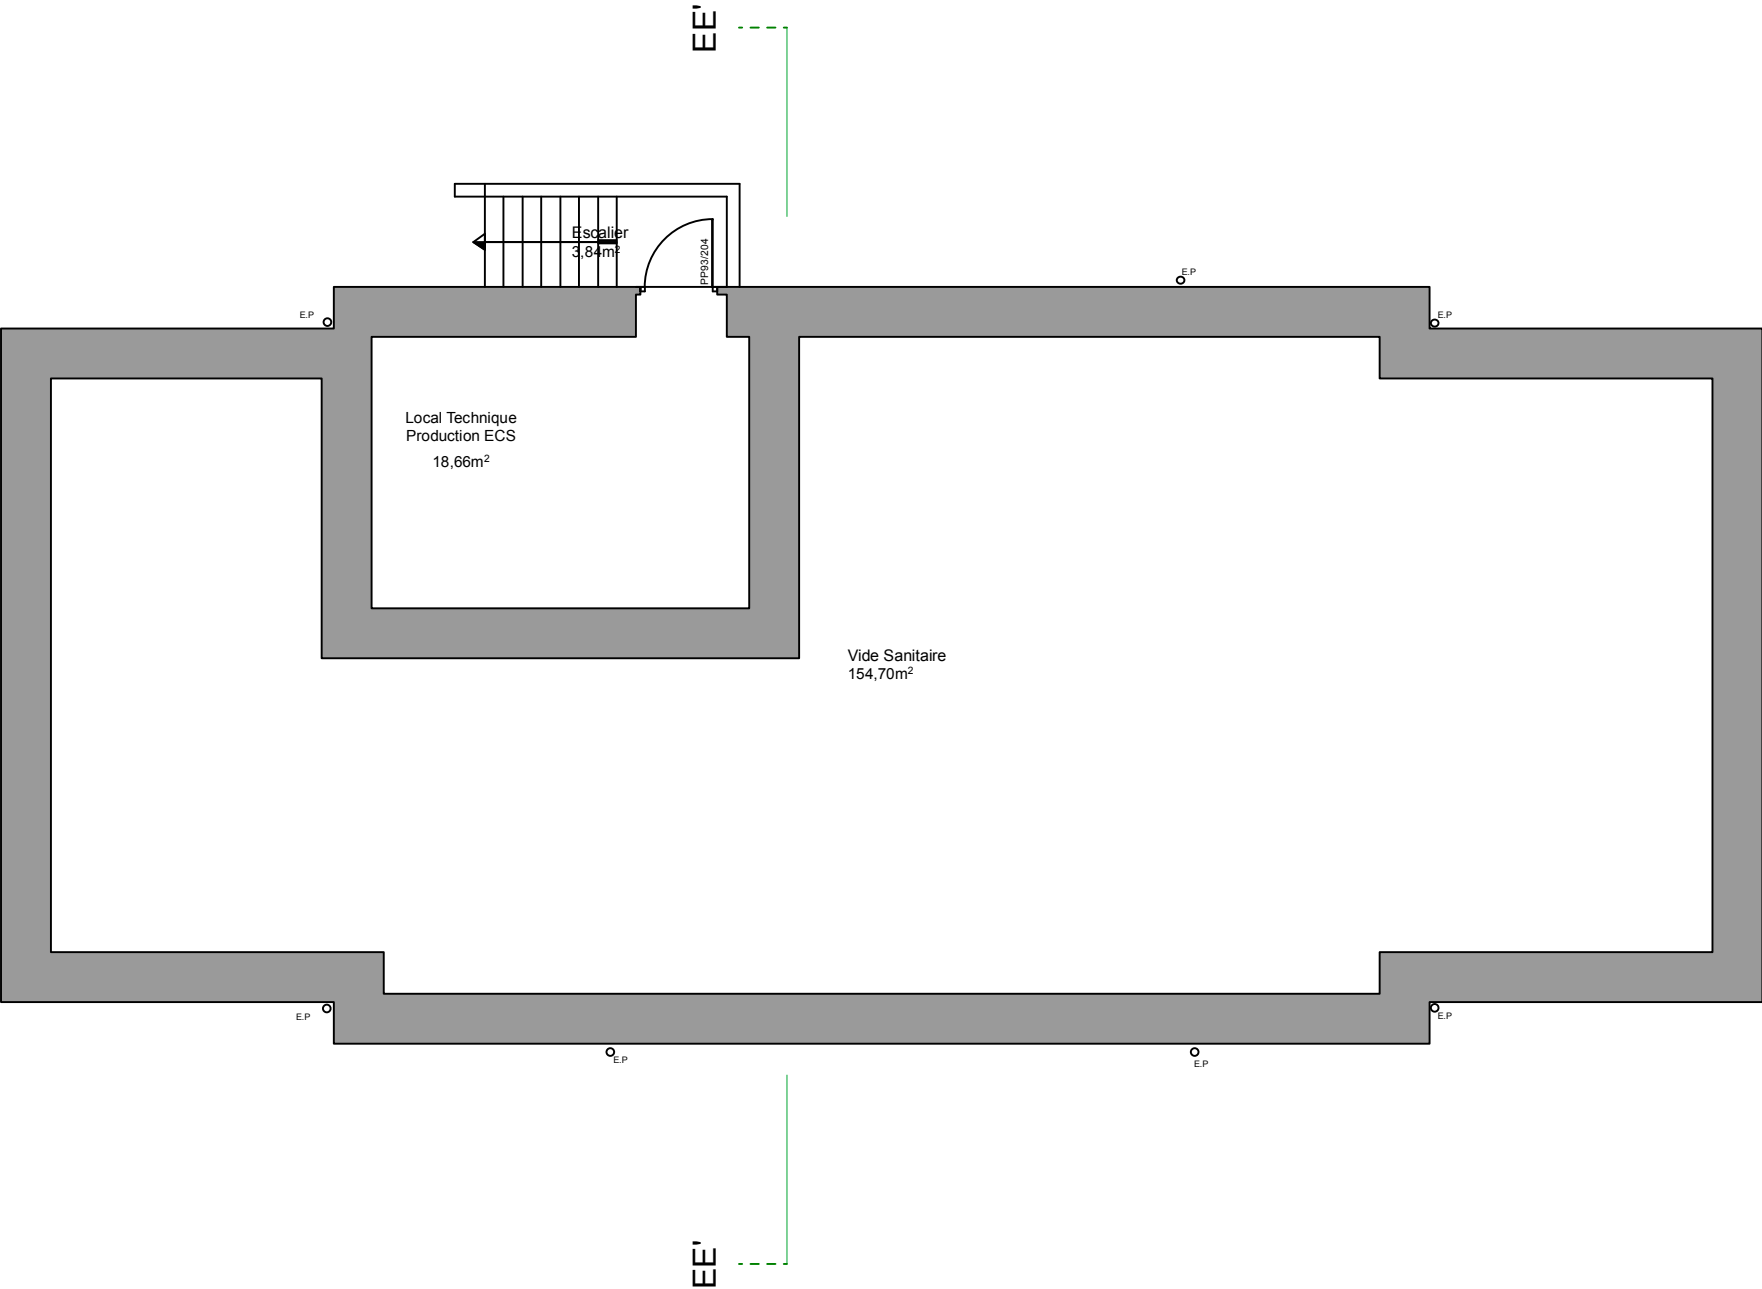 EE'
Escalier
3,84m²
PP93/204
E.P
E.P
E.P
Local Technique
Production ECS
18,66m²
Vide Sanitaire
154,70m²
E.P
E.P
E.P
E.P
EE'